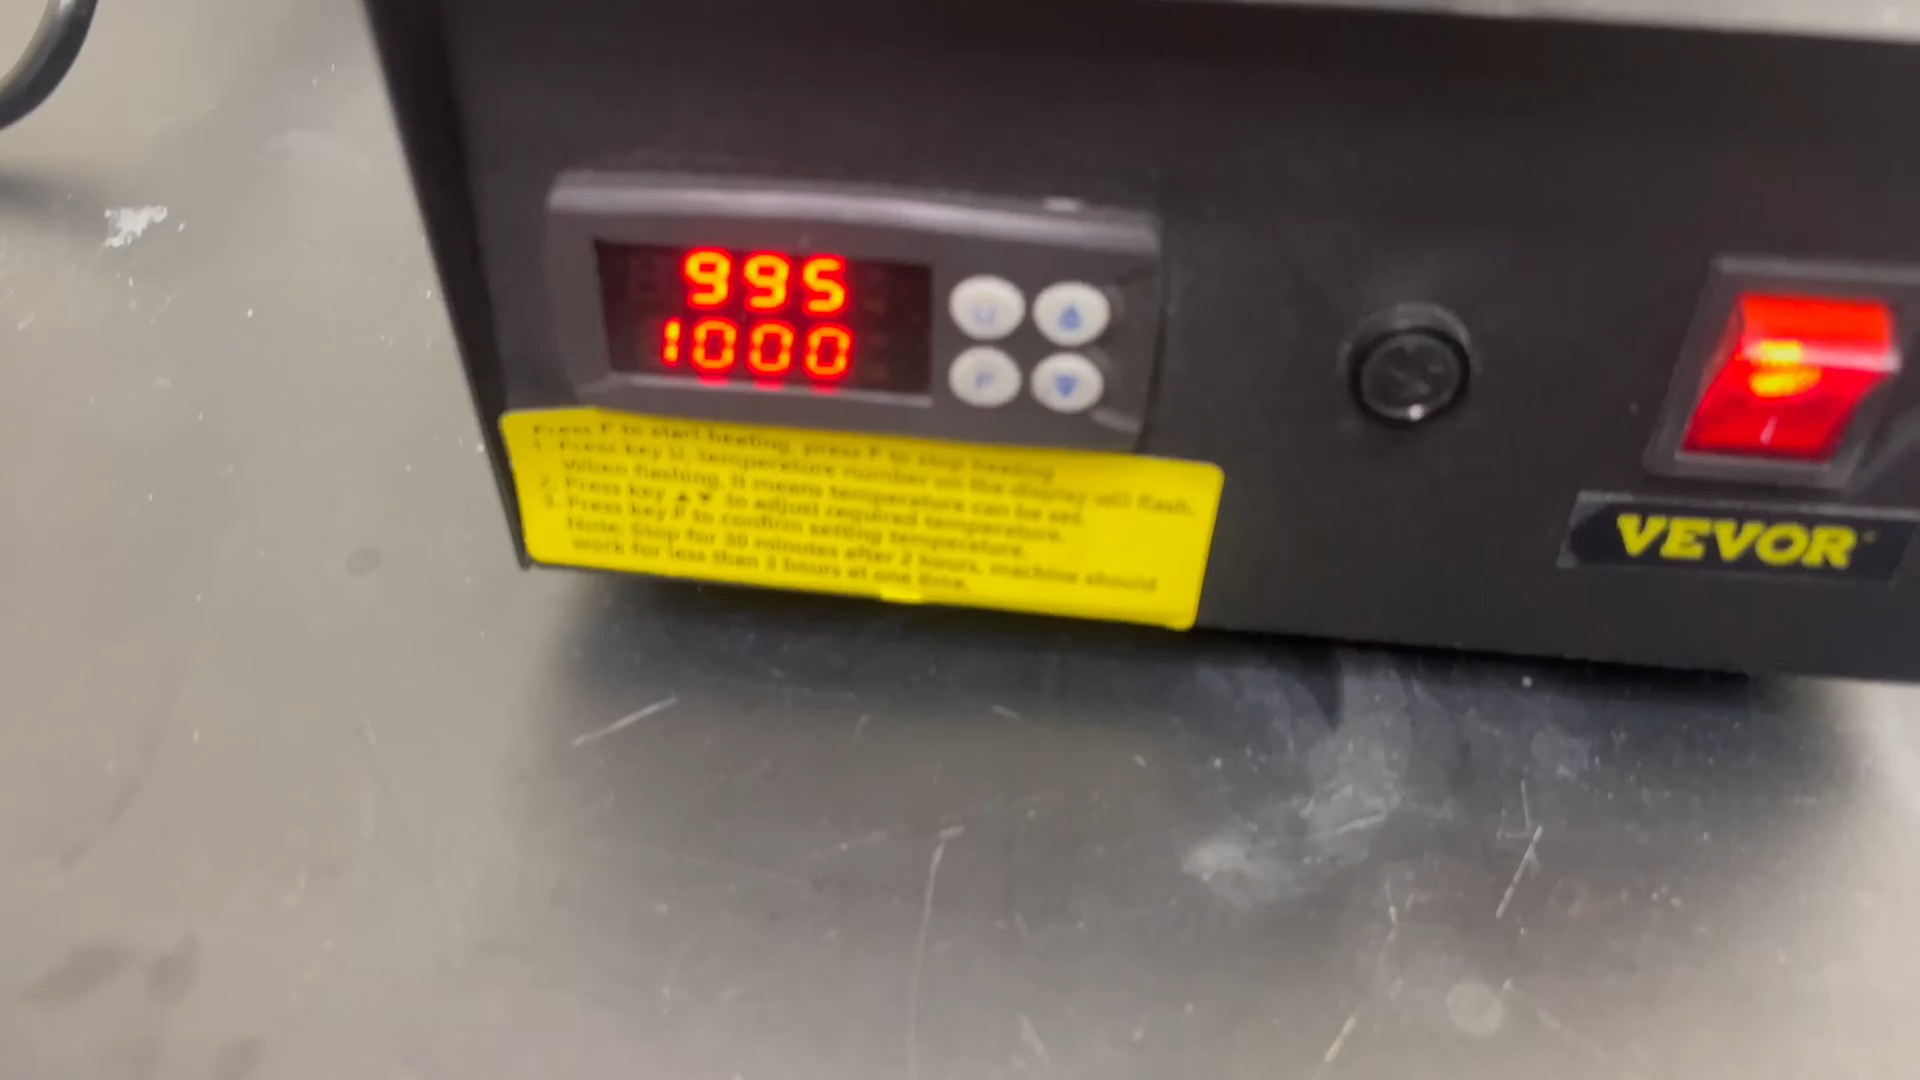 995
1000
U
P
Press P to start heating, press P to stop heating
1. Press key U, temperature number on the display will flash.
When flashing, it means temperature can be set.
2. Press key ▲▼ to adjust required temperature.
3. Press key P to confirm setting temperature.
Note: Stop for 30 minutes after 2 hours, machine should
work for less than 3 hours at one time.
VEVOR